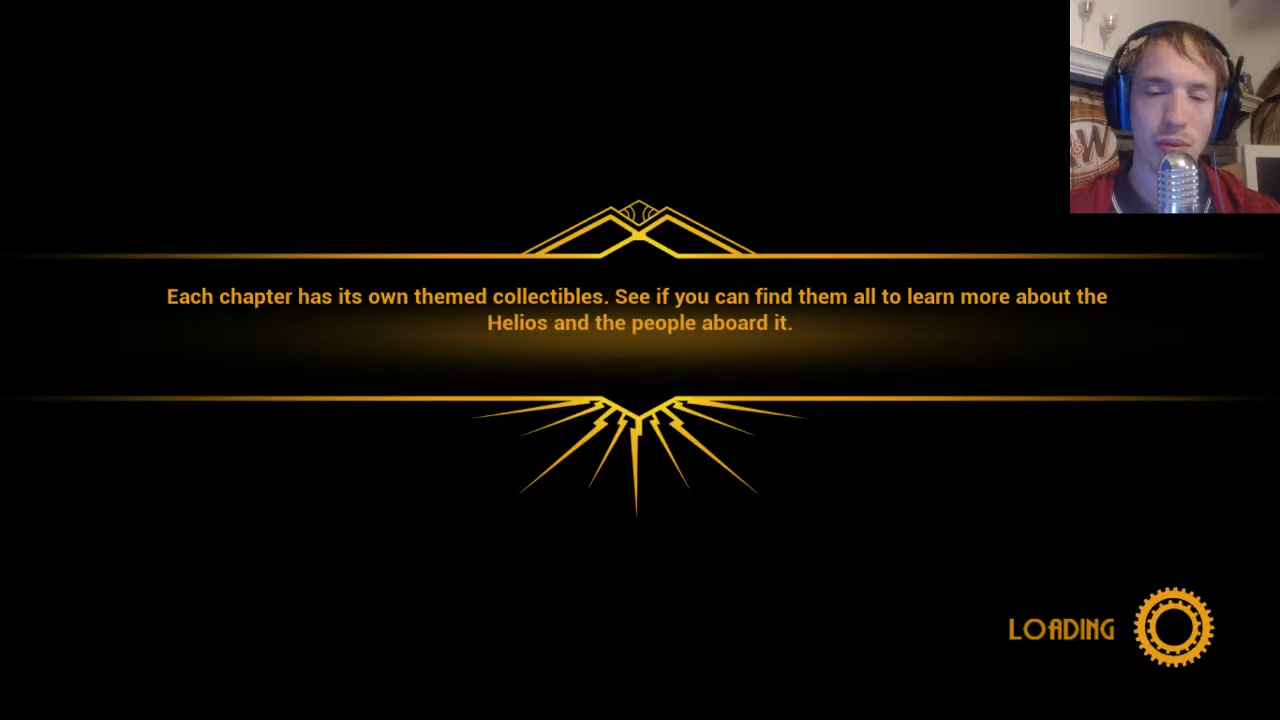 Each chapter has its own themed collectibles. See if you can find them all to learn more about the
Helios and the people aboard it.
LOADING
&W